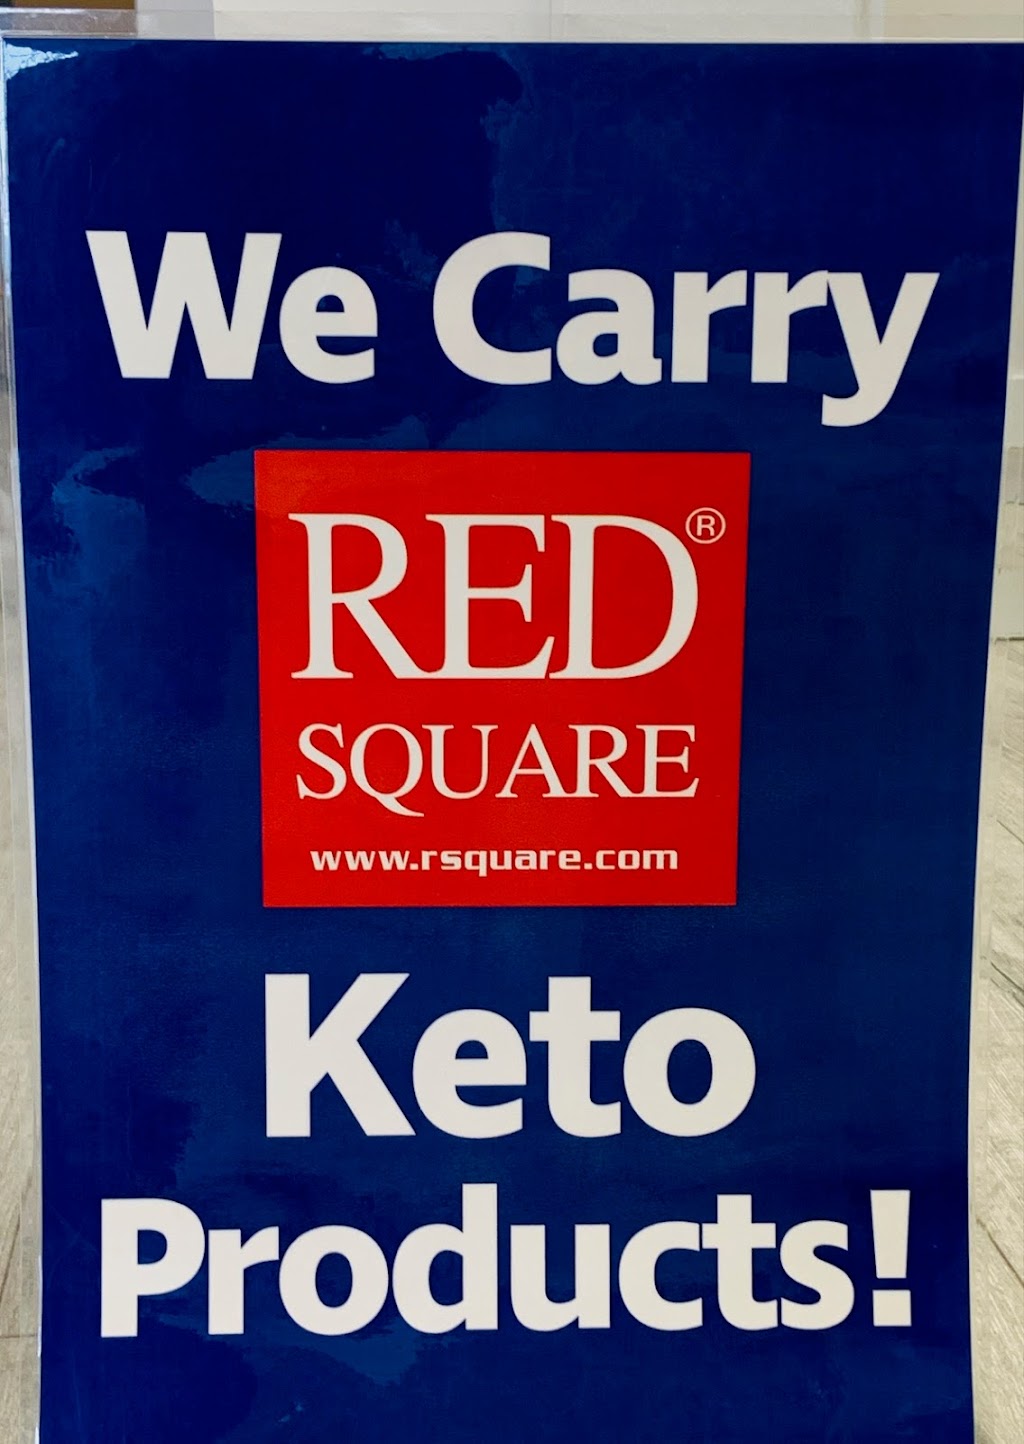 We Carry
RED®
SQUARE
www.rsquare.com
Keto
Products!